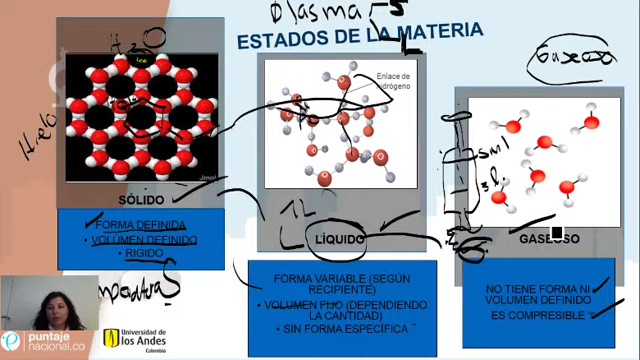 Plasma
ESTADOS DE LA MATERIA
H2O
Gaseoso
Enlace de
hidrógeno
Hielo
5ml
Jmol
SÓLIDO
LÍQUIDO
GASEOSO
FORMA DEFINIDA
• VOLUMEN DEFINIDO
• RIGIDO
FORMA VARIABLE (SEGÚN
RECIPIENTE)
• VOLUMEN FIJO (DEPENDIENDO
LA CANTIDAD)
• SIN FORMA ESPECÍFICA
NO TIENE FORMA NI
VOLUMEN DEFINIDO
ES COMPRESIBLE
puntaje
nacional.co
Universidad de
los Andes
Colombia